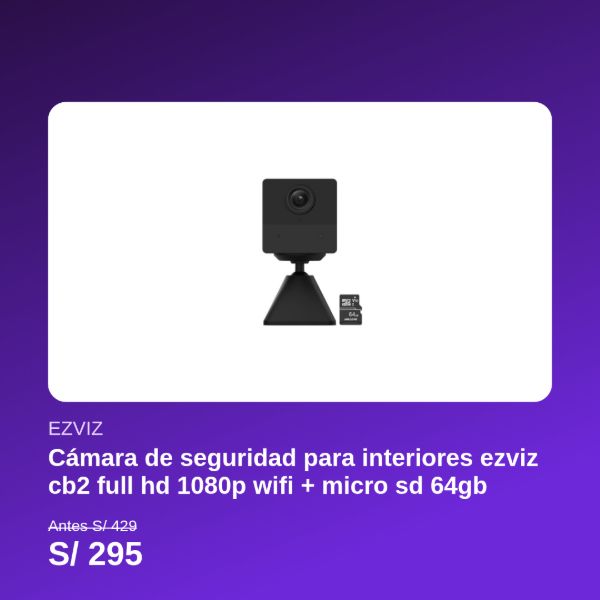 EZVIZ
Cámara de seguridad para interiores ezviz
cb2 full hd 1080p wifi + micro sd 64gb
Antes S/ 429
S/ 295